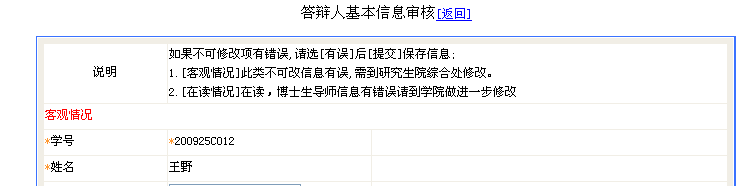 答辩人基本信息审核[返回]
说明
如果不可修改项有错误,请选[有误]后[提交]保存信息;
1.[客观情况]此类不可改信息有误,需到研究生院综合处修改。
2.[在读情况]在读，博士生导师信息有错误请到学院做进一步修改
客观情况
*学号 *200925C012
*姓名 王野